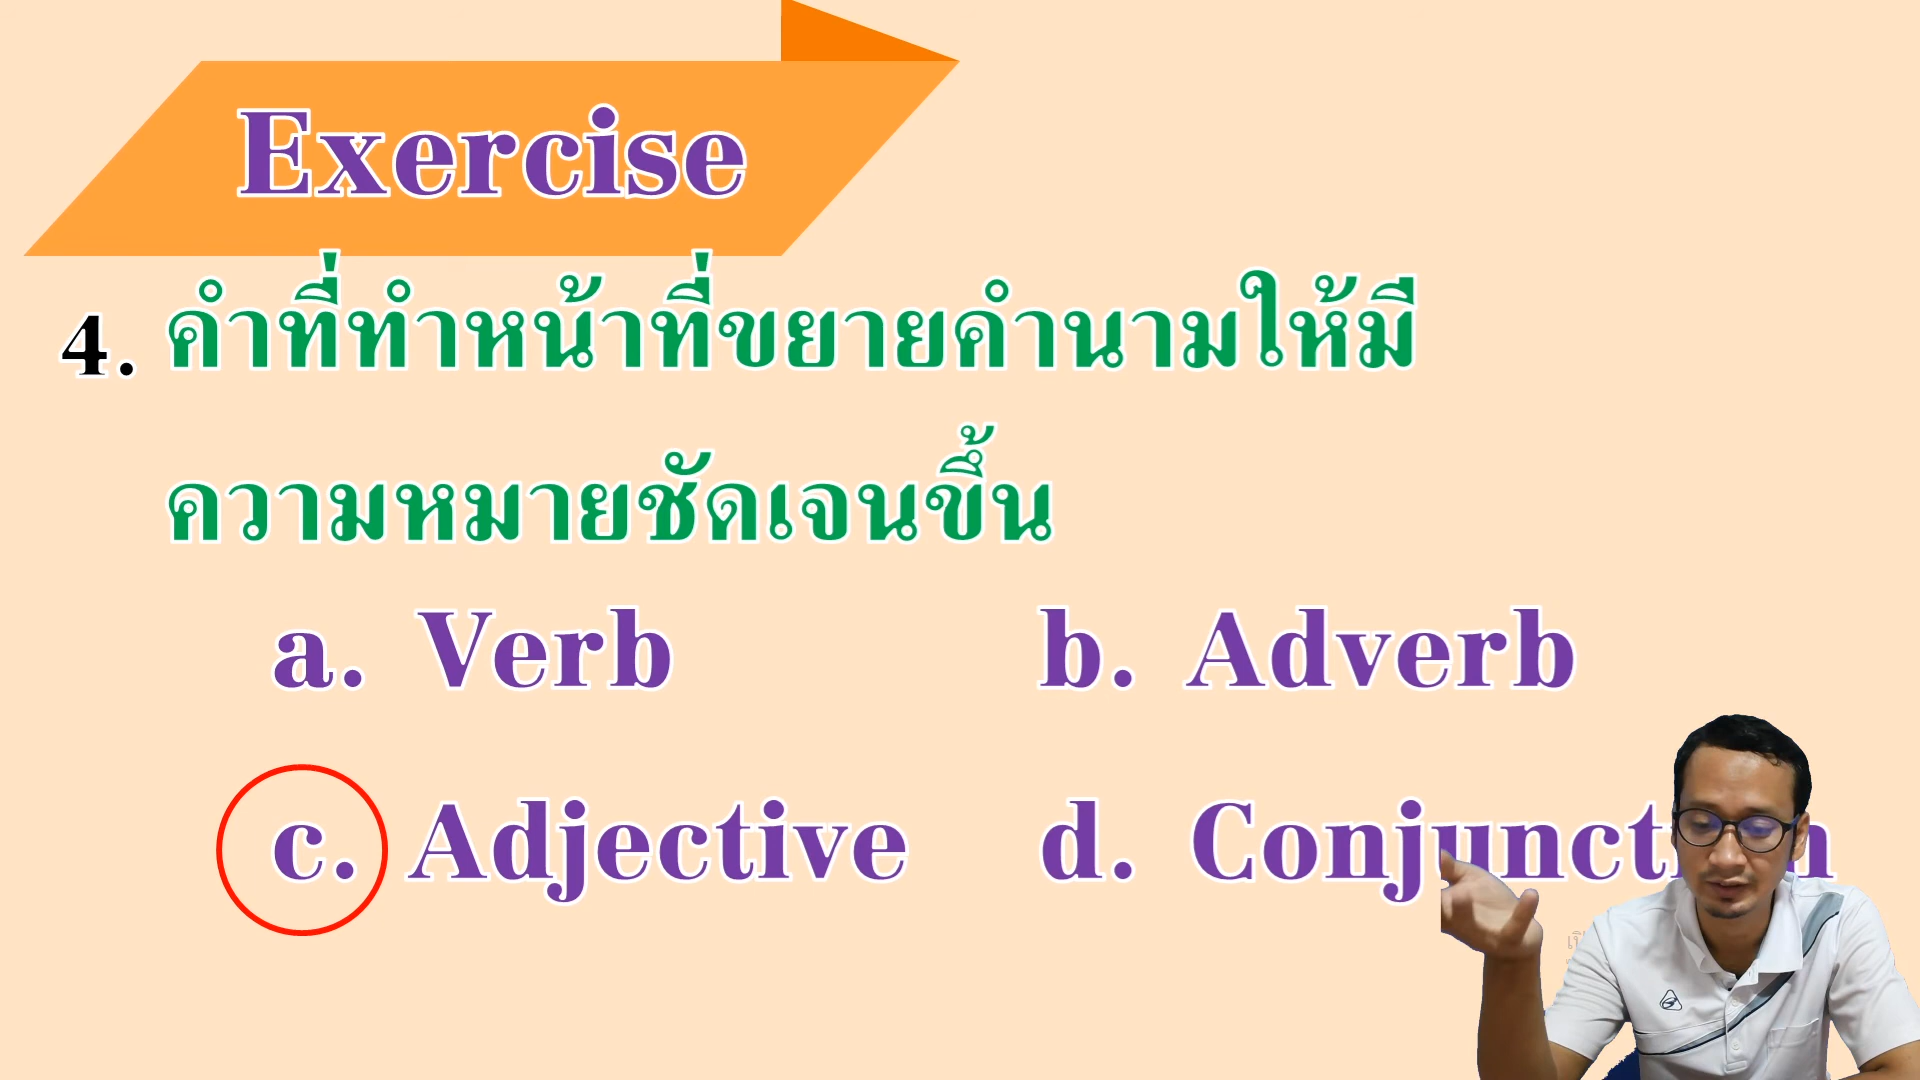 Exercise
4. คำที่ทำหน้าที่ขยายคำนามให้มี
ความหมายชัดเจนขึ้น
a. Verb
b. Adverb
c. Adjective
d. Conjunction